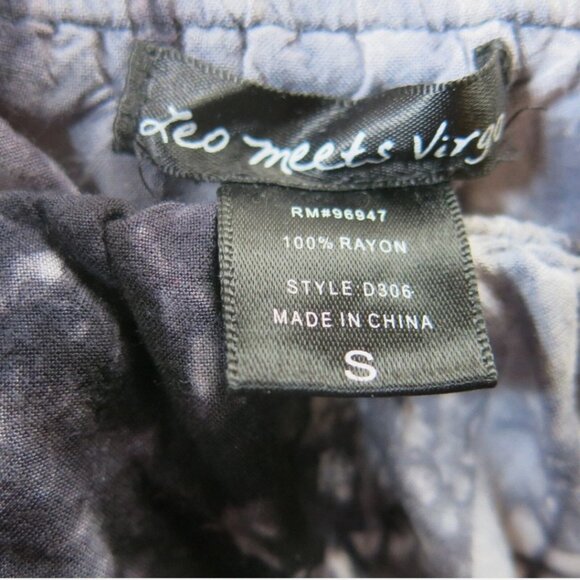 Leo meets Virgo
RM#96947
100% RAYON
STYLE D306
MADE IN CHINA
S